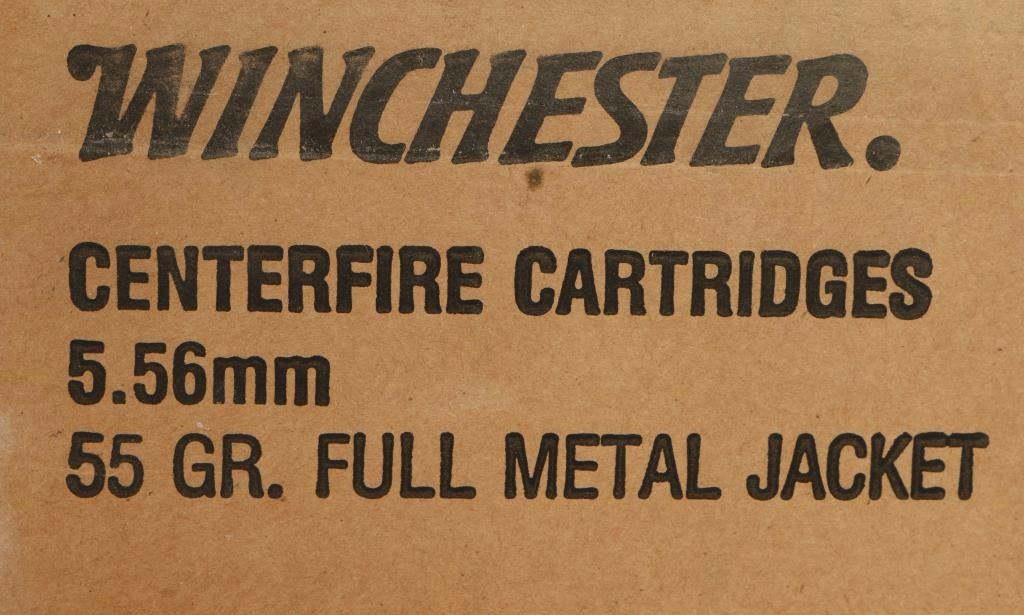 WINCHESTER.
CENTERFIRE CARTRIDGES
5.56mm
55 GR. FULL METAL JACKET